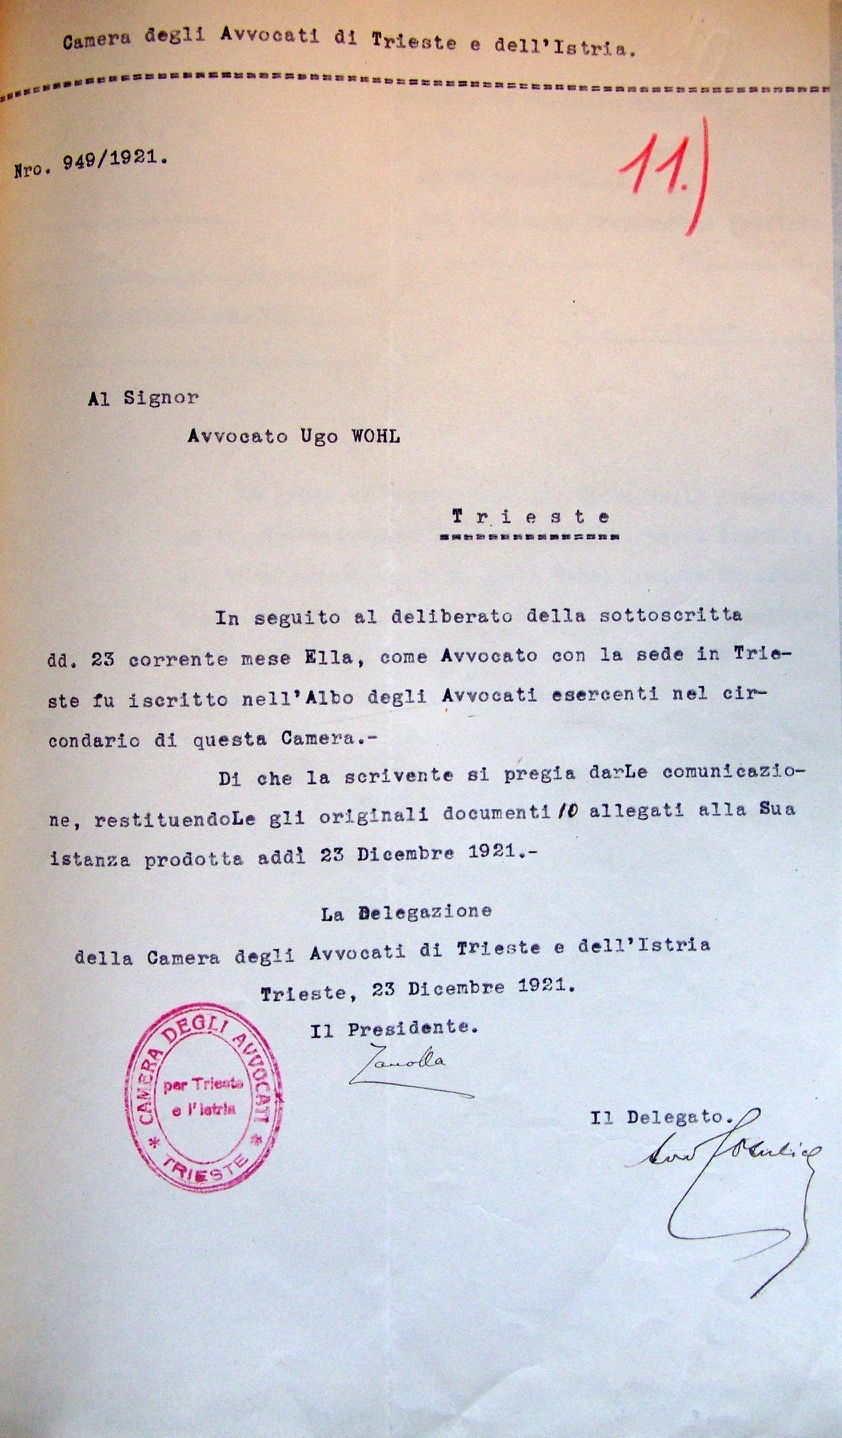 Camera degli Avvocati di Trieste e dell'Istria.
Nro. 949/1921.
11.)
Al Signor
Avvocato Ugo WOHL
Trieste
In seguito al deliberato della sottoscritta
dd. 23 corrente mese Ella, come Avvocato con la sede in Trie-
ste fu iscritto nell'Albo degli Avvocati esercenti nel cir-
condario di questa Camera.-
Di che la scrivente si pregia darLe comunicazio-
ne, restituendoLe gli originali documenti 10 allegati alla Sua
istanza prodotta addì 23 Dicembre 1921.-
La Delegazione
della Camera degli Avvocati di Trieste e dell'Istria
Trieste, 23 Dicembre 1921.
Il Presidente.
Zanolla
CAMERA DEGLI AVVOCATI
per Trieste
e l'Istria
* TRIESTE *
Il Delegato.